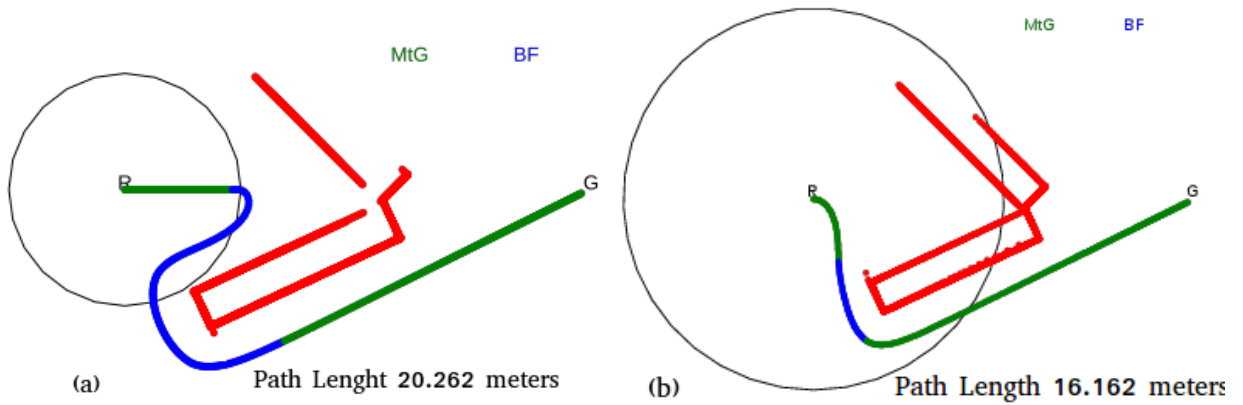 MtG BF
R
G
(a) Path Lenght 20.262 meters
MtG BF
R
G
(b) Path Length 16.162 meters